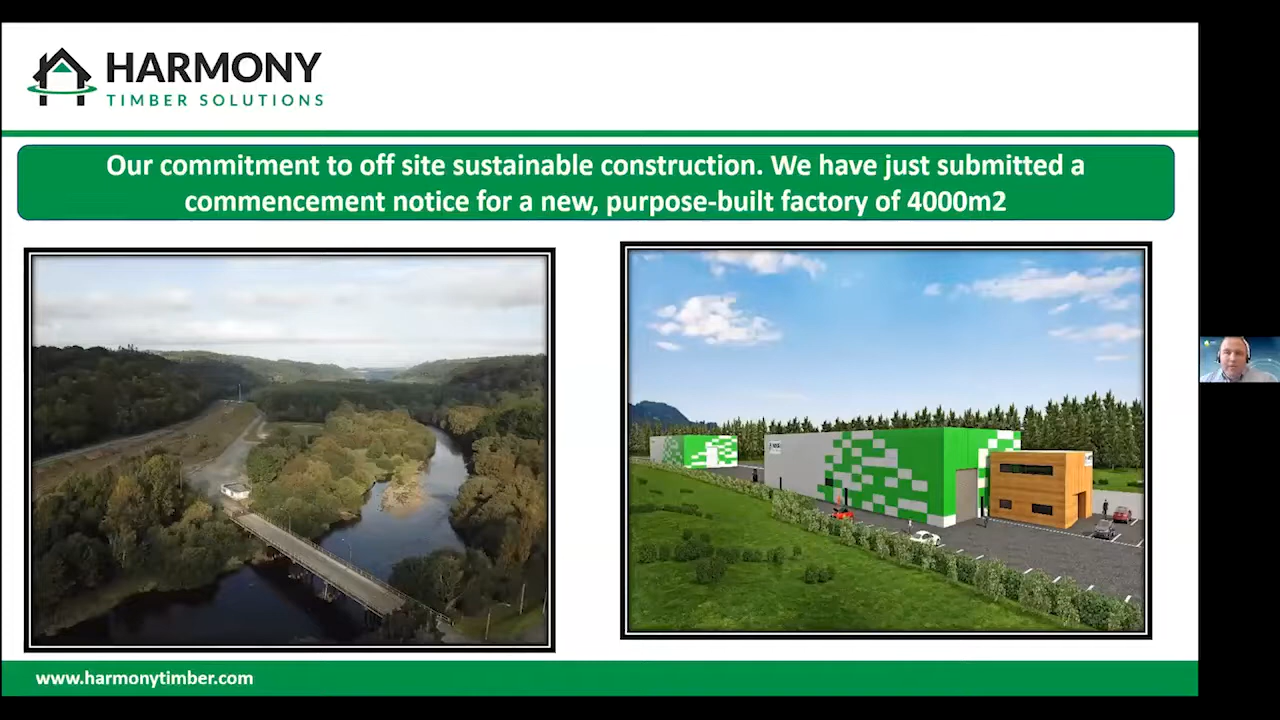 HARMONY
TIMBER SOLUTIONS
Our commitment to off site sustainable construction. We have just submitted a
commencement notice for a new, purpose-built factory of 4000m2
www.harmonytimber.com